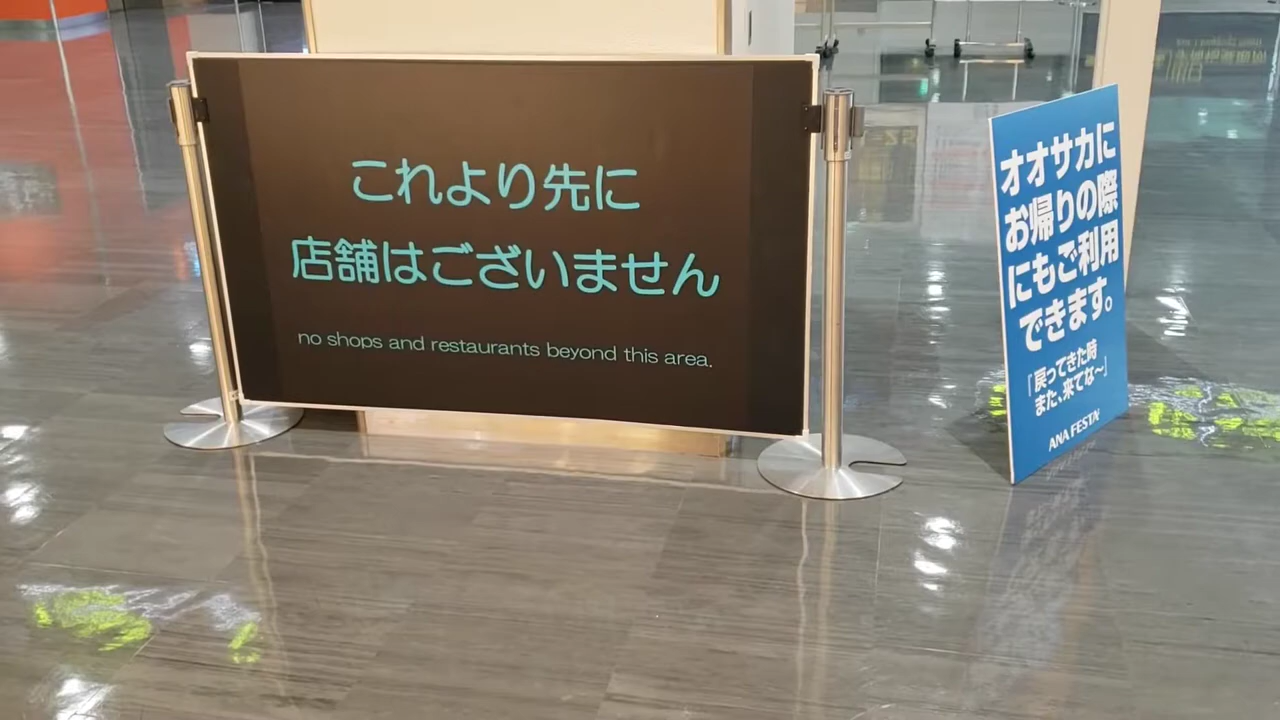 これより先に
店舗はございません
no shops and restaurants beyond this area.
オオサカに
お帰りの際
にもご利用
できます。
『戻ってきた時
また、来てな〜』
ANA FESTA